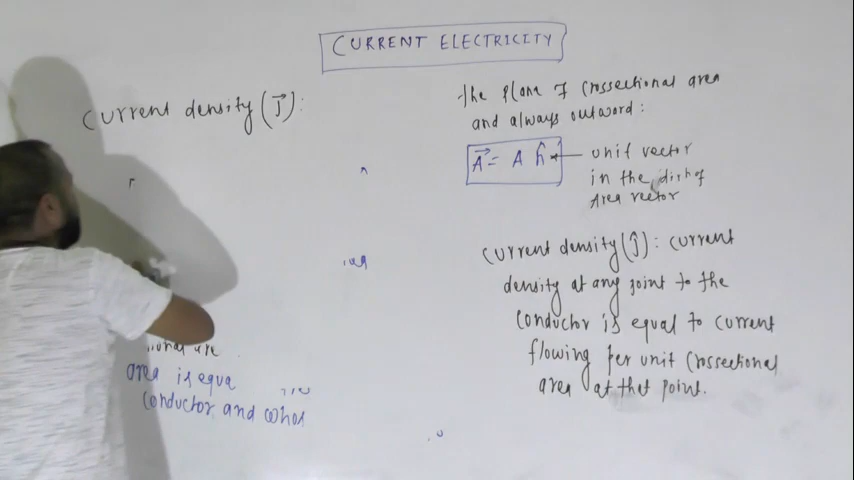 CURRENT ELECTRICITY
Current density (J):
the plane of crossectional area
and always outword:
A = A n̂ unit vector
in the dirn of
Area vector
Current density (J): current
density at any point to the
conductor is equal to current
flowing per unit crossectional
area at that point.
area is equa
conductor and whos